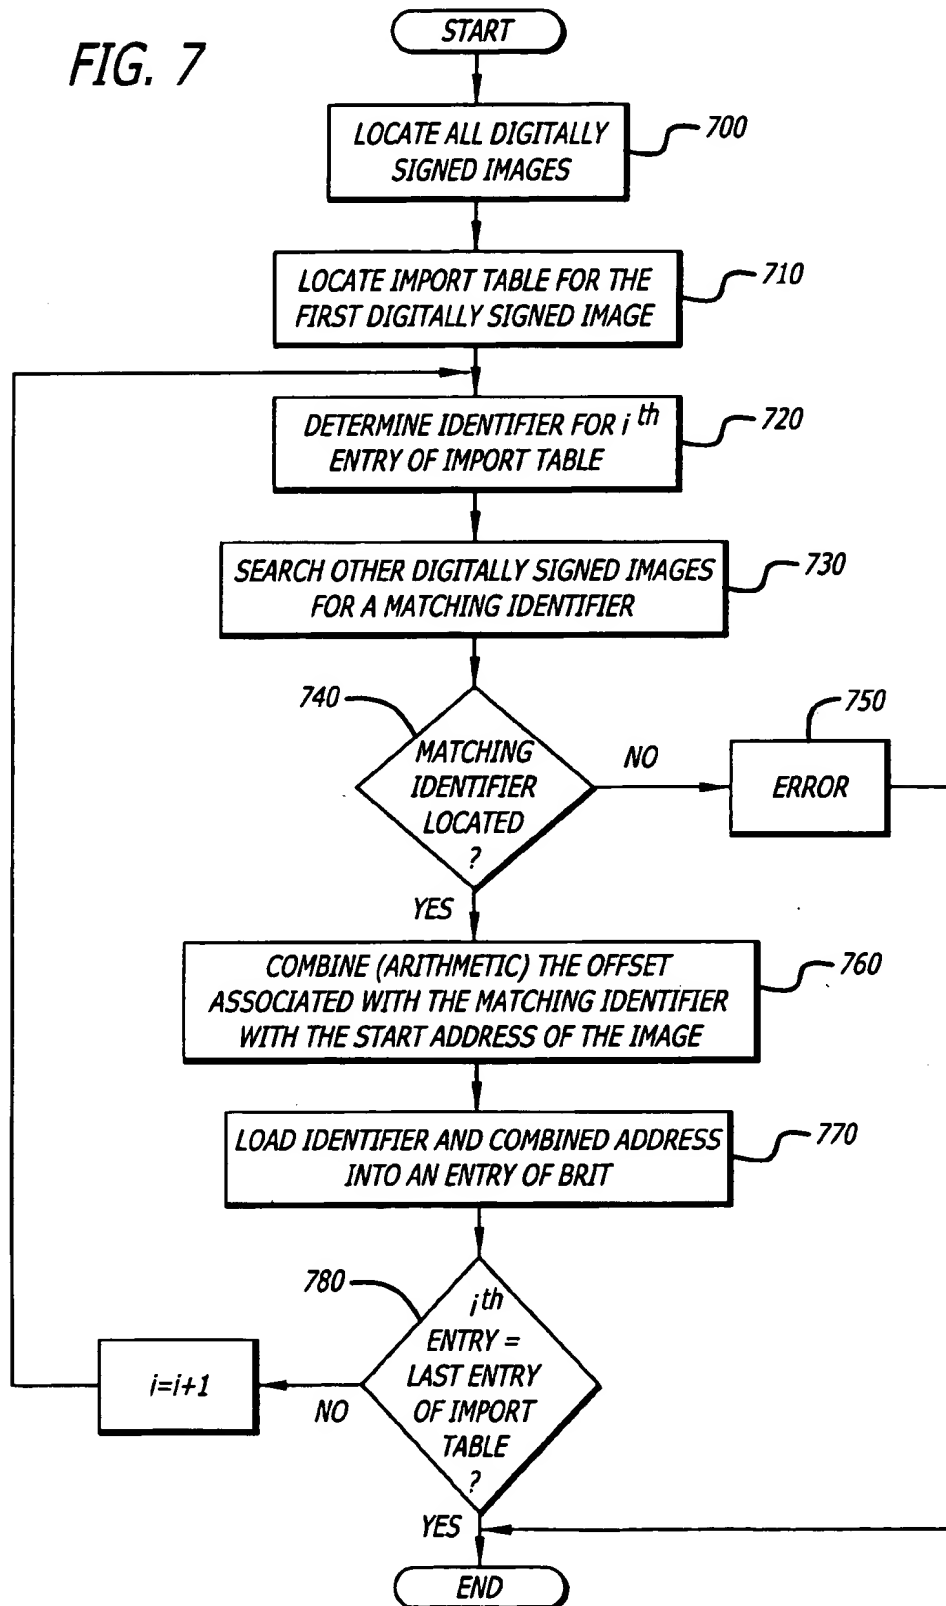 FIG. 7
START
LOCATE ALL DIGITALLY
SIGNED IMAGES
700
LOCATE IMPORT TABLE FOR THE
FIRST DIGITALLY SIGNED IMAGE
710
DETERMINE IDENTIFIER FOR i th
ENTRY OF IMPORT TABLE
720
SEARCH OTHER DIGITALLY SIGNED IMAGES
FOR A MATCHING IDENTIFIER
730
740
MATCHING
IDENTIFIER
LOCATED
?
NO
750
ERROR
YES
COMBINE (ARITHMETIC) THE OFFSET
ASSOCIATED WITH THE MATCHING IDENTIFIER
WITH THE START ADDRESS OF THE IMAGE
760
LOAD IDENTIFIER AND COMBINED ADDRESS
INTO AN ENTRY OF BRIT
770
780
i th
ENTRY =
LAST ENTRY
OF IMPORT
TABLE
?
NO
i=i+1
YES
END